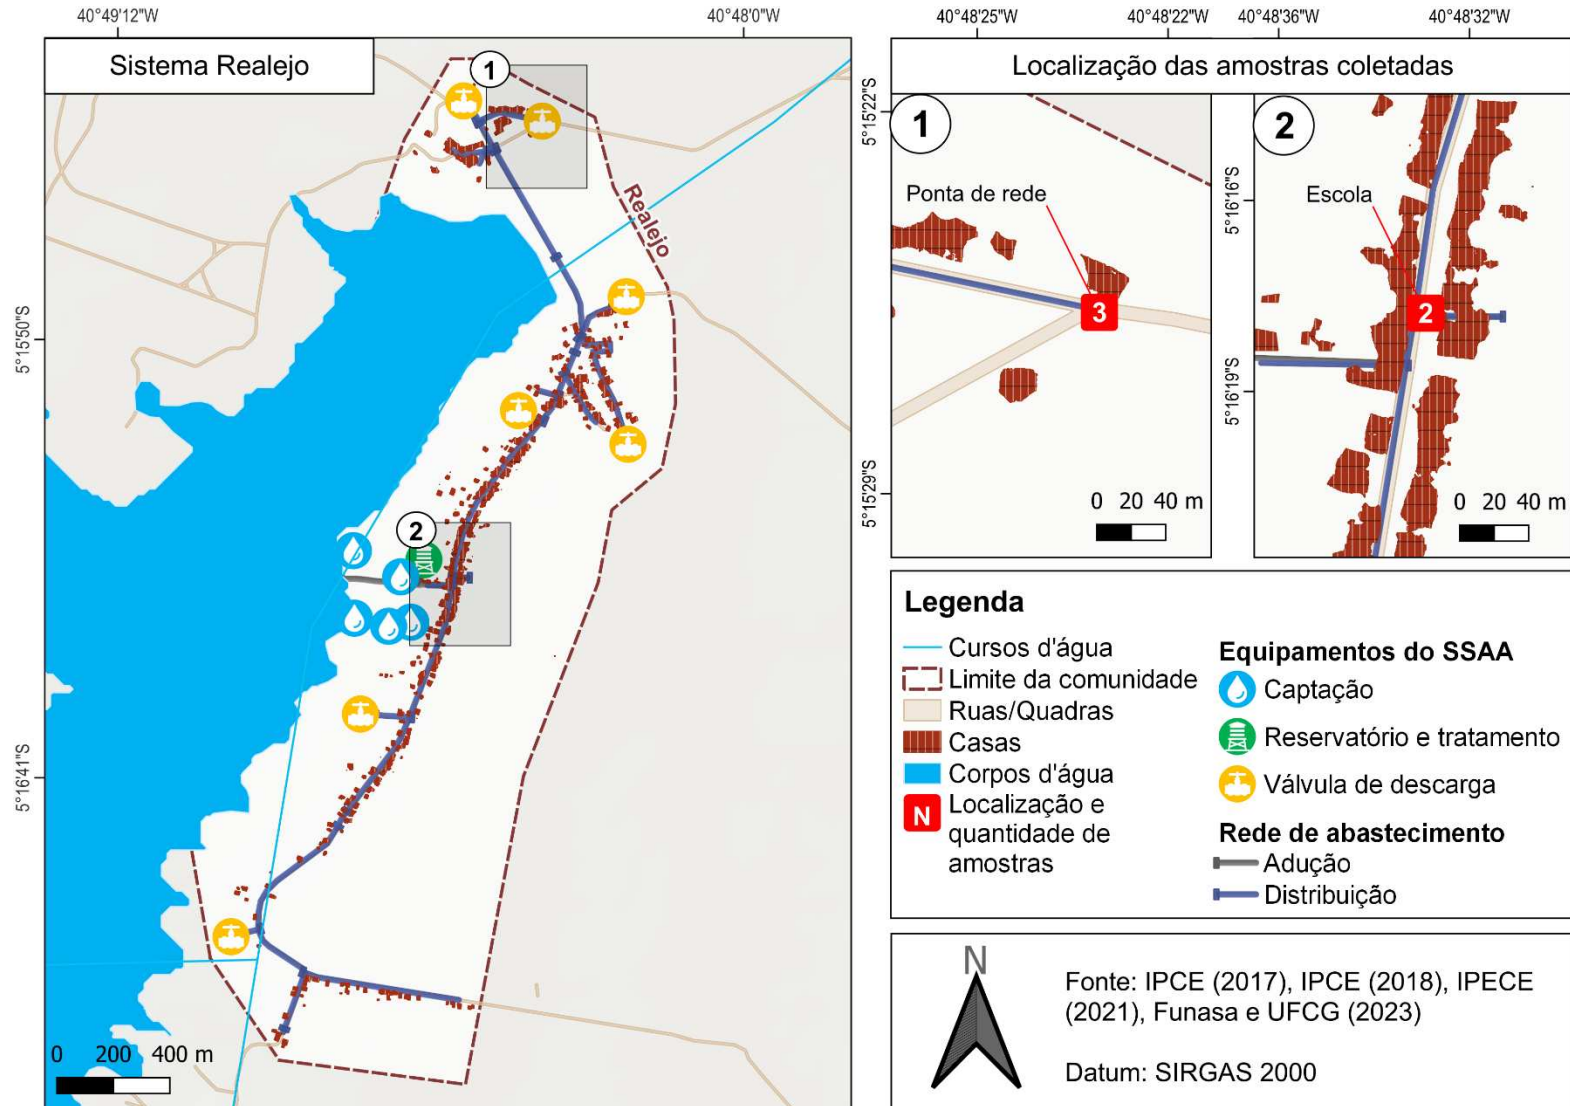 40°49'12"W
40°48'0"W
40°48'25"W
40°48'22"W
40°48'36"W
40°48'32"W
Sistema Realejo
Localização das amostras coletadas
1
1
2
5°15'22"S
Ponta de rede
3
5°15'29"S
0 20 40 m
Escola
5°16'16"S
2
5°16'19"S
0 20 40 m
Realejo
5°15'50"S
2
5°16'41"S
0 200 400 m
Legenda
Cursos d'água
Limite da comunidade
Ruas/Quadras
Casas
Corpos d'água
N
Localização e
quantidade de
amostras
Equipamentos do SSAA
Captação
Reservatório e tratamento
Válvula de descarga
Rede de abastecimento
Adução
Distribuição
N
Fonte: IPCE (2017), IPCE (2018), IPECE
(2021), Funasa e UFCG (2023)
Datum: SIRGAS 2000